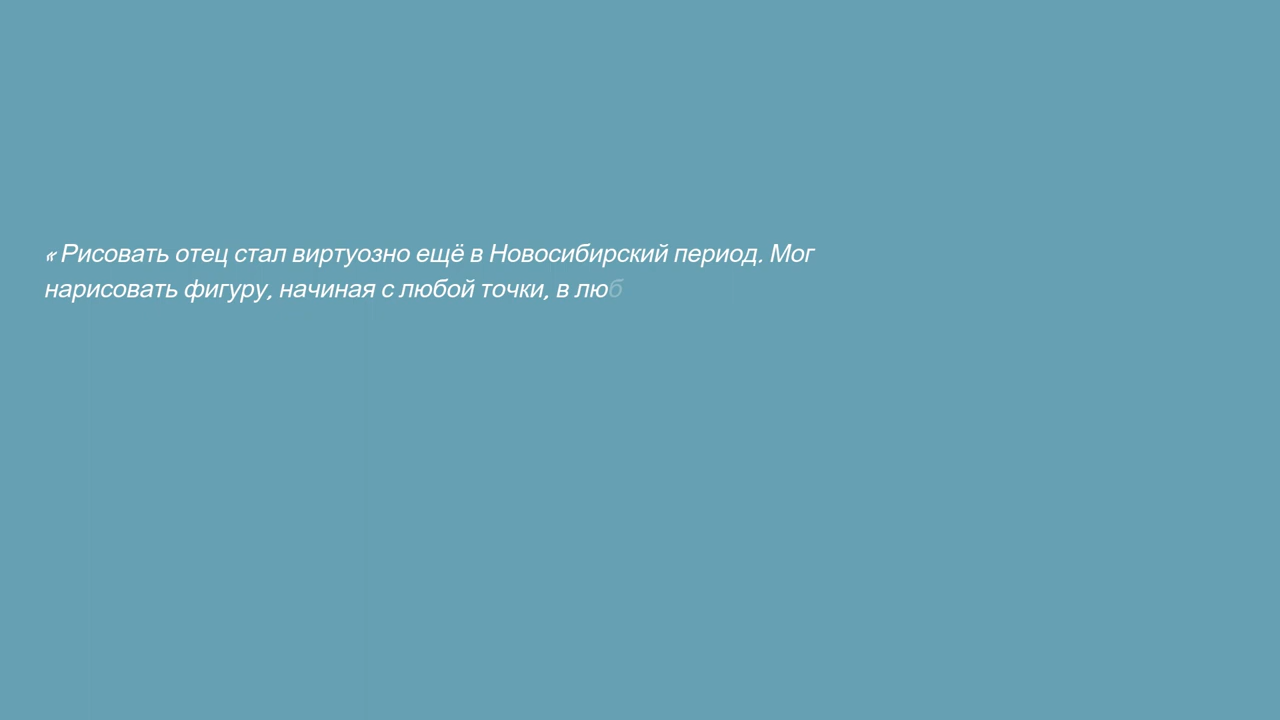 «Рисовать отец стал виртуозно ещё в Новосибирский период. Мог
нарисовать фигуру, начиная с любой точки, в люб